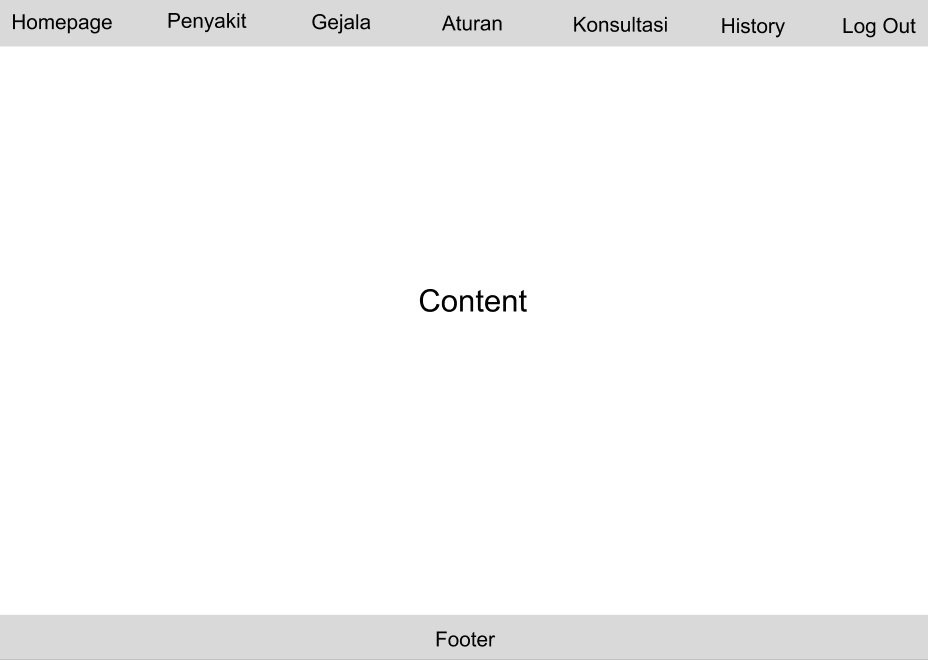 Homepage Penyakit Gejala Aturan Konsultasi History Log Out
Content
Footer